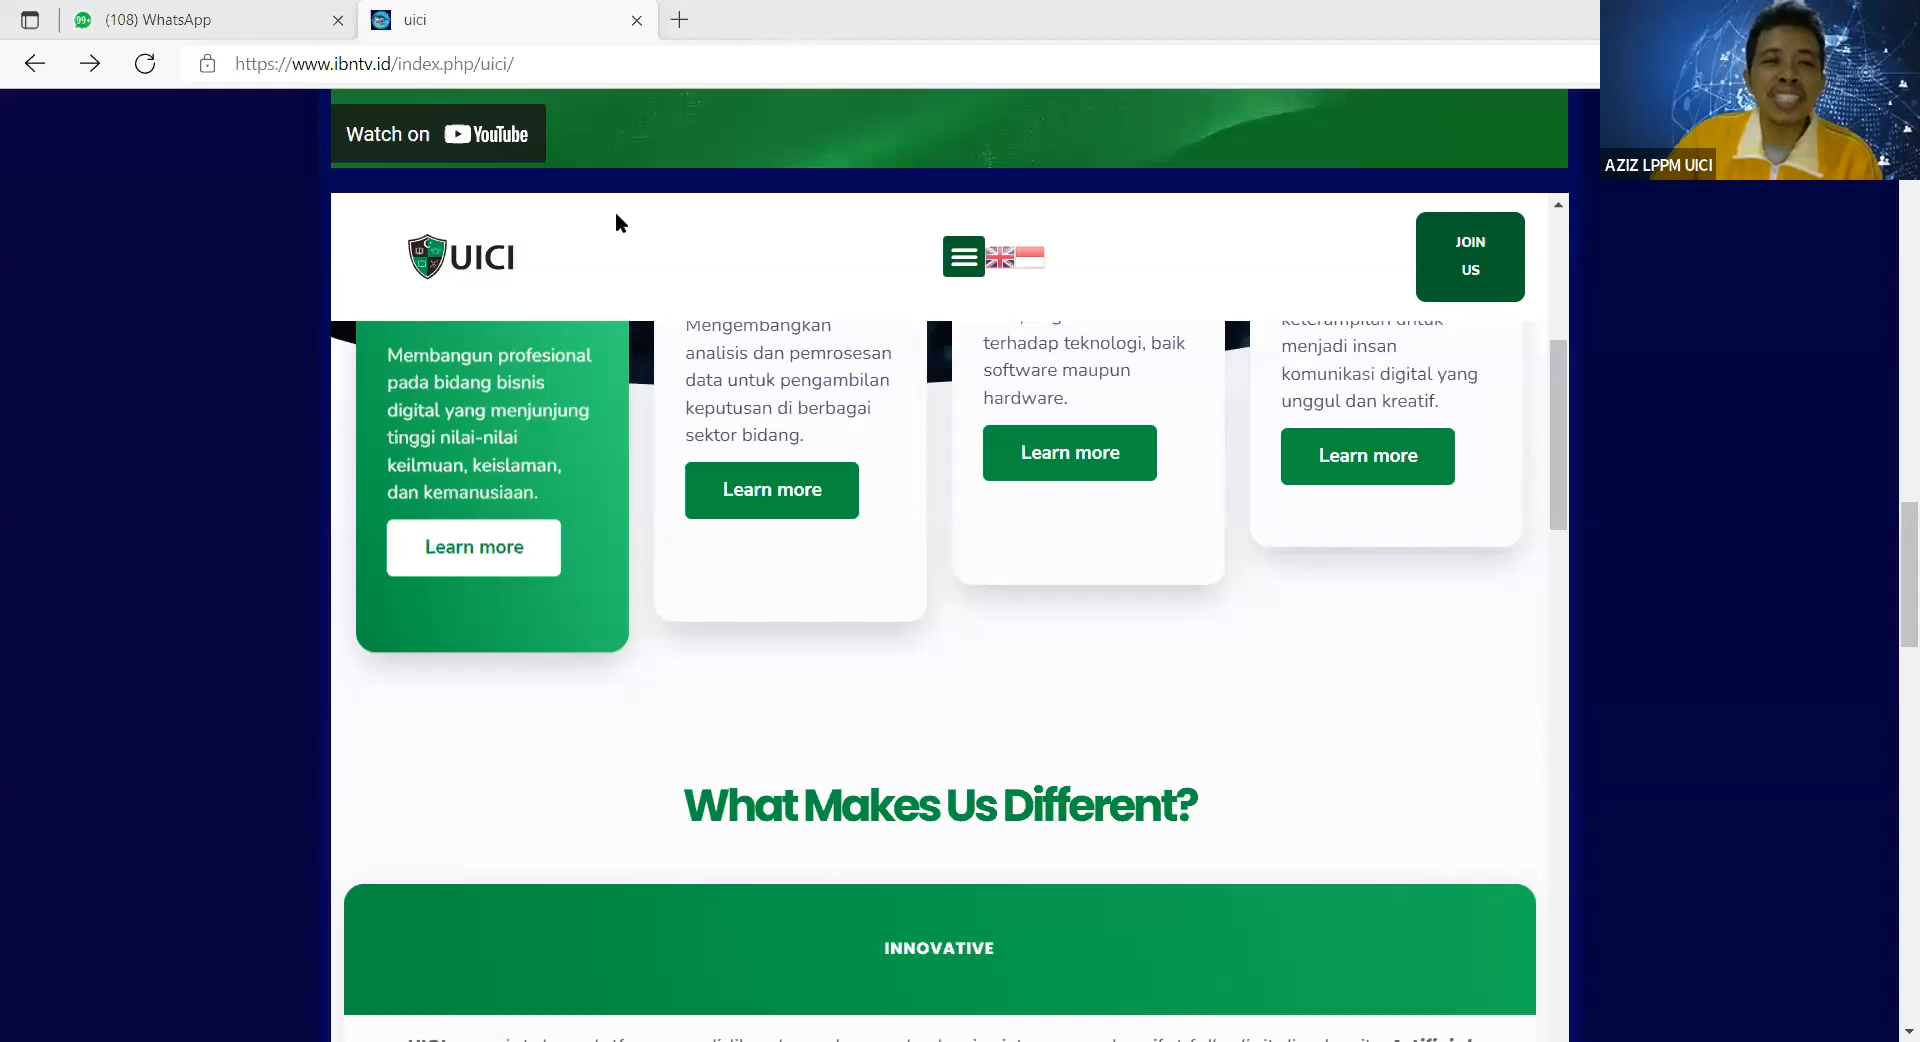 (108) WhatsApp
uici
https://www.ibntv.id/index.php/uici/
AZIZ LPPM UICI
Watch on YouTube
UICI
JOIN
US
Membangun profesional
pada bidang bisnis
digital yang menjunjung
tinggi nilai-nilai
keilmuan, keislaman,
dan kemanusiaan.
Learn more
Mengembangkan
analisis dan pemrosesan
data untuk pengambilan
keputusan di berbagai
sektor bidang.
Learn more
terhadap teknologi, baik
software maupun
hardware.
Learn more
keterampilan untuk
menjadi insan
komunikasi digital yang
unggul dan kreatif.
Learn more
What Makes Us Different?
INNOVATIVE